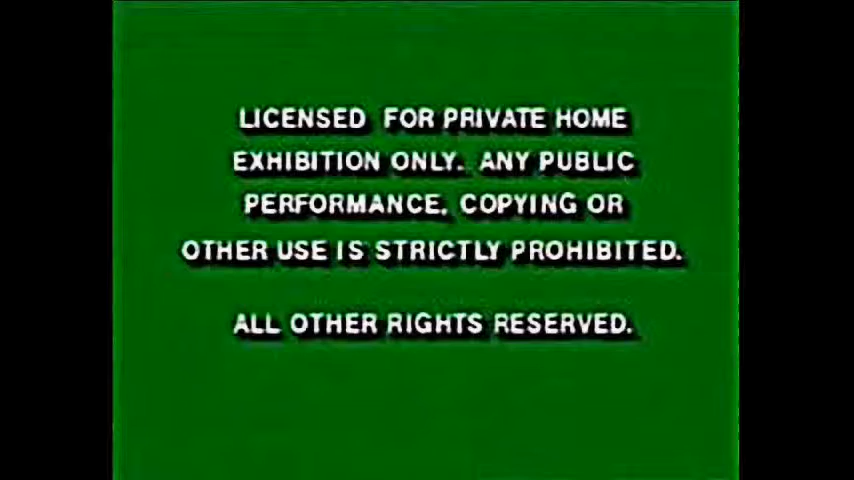 LICENSED FOR PRIVATE HOME
EXHIBITION ONLY. ANY PUBLIC
PERFORMANCE, COPYING OR
OTHER USE IS STRICTLY PROHIBITED.
ALL OTHER RIGHTS RESERVED.